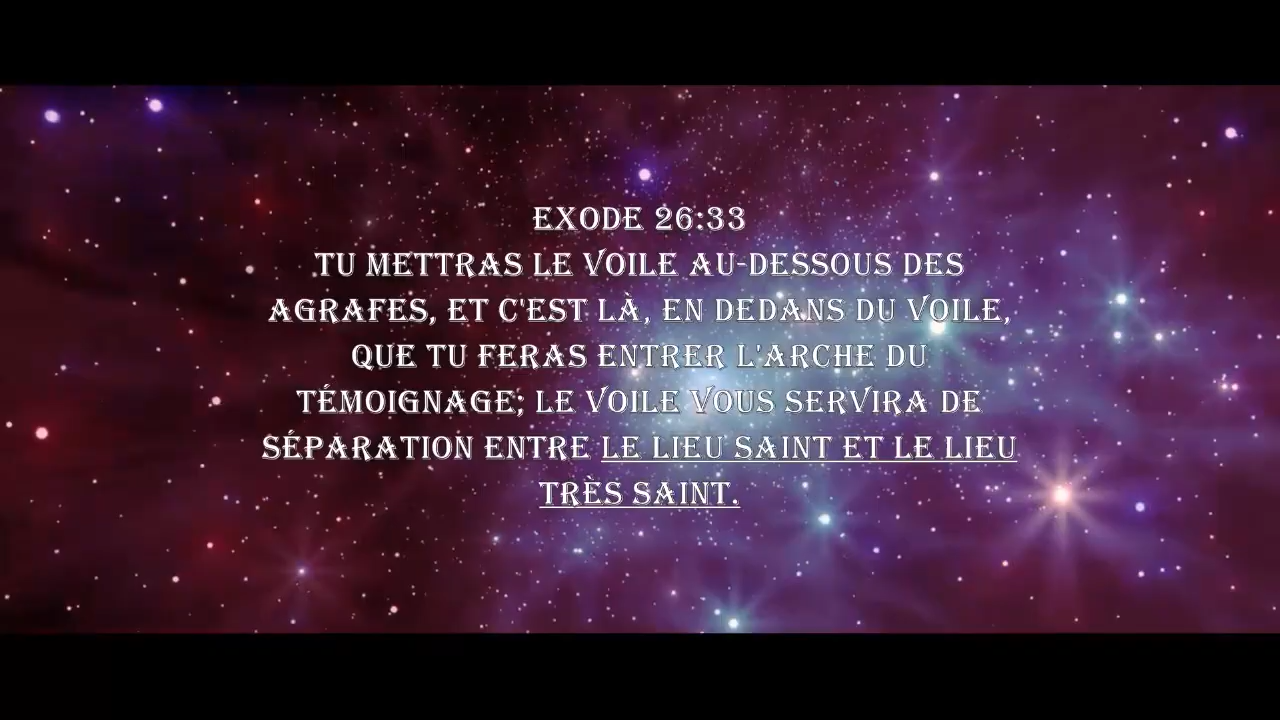 EXODE 26:33
TU METTRAS LE VOILE AU-DESSOUS DES
AGRAFES, ET C'EST LÀ, EN DEDANS DU VOILE,
QUE TU FERAS ENTRER L'ARCHE DU
TÉMOIGNAGE; LE VOILE VOUS SERVIRA DE
SÉPARATION ENTRE LE LIEU SAINT ET LE LIEU
TRÈS SAINT.